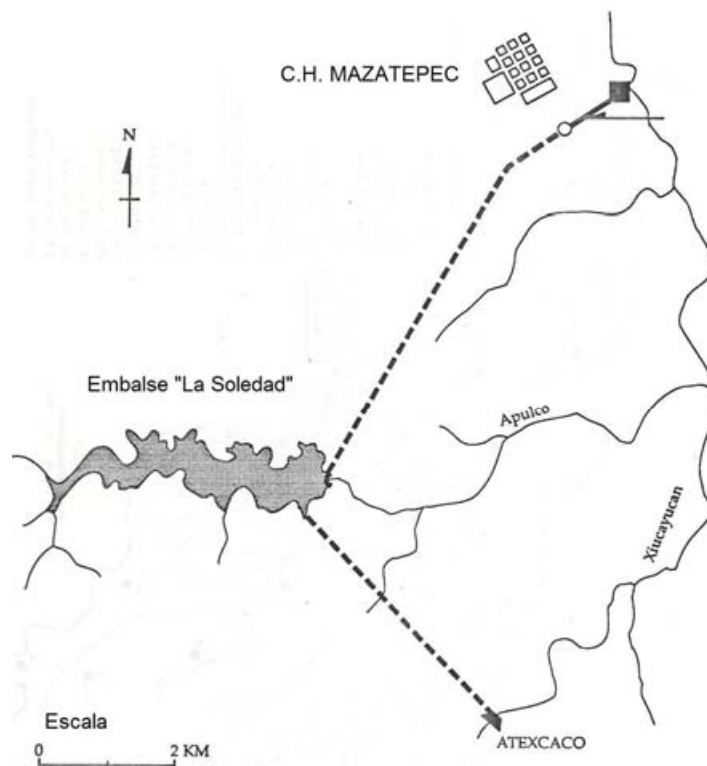 C.H. MAZATEPEC
N
Embalse "La Soledad"
Apulco
Xiucayucan
Escala
ATEXCACO
0 2 KM